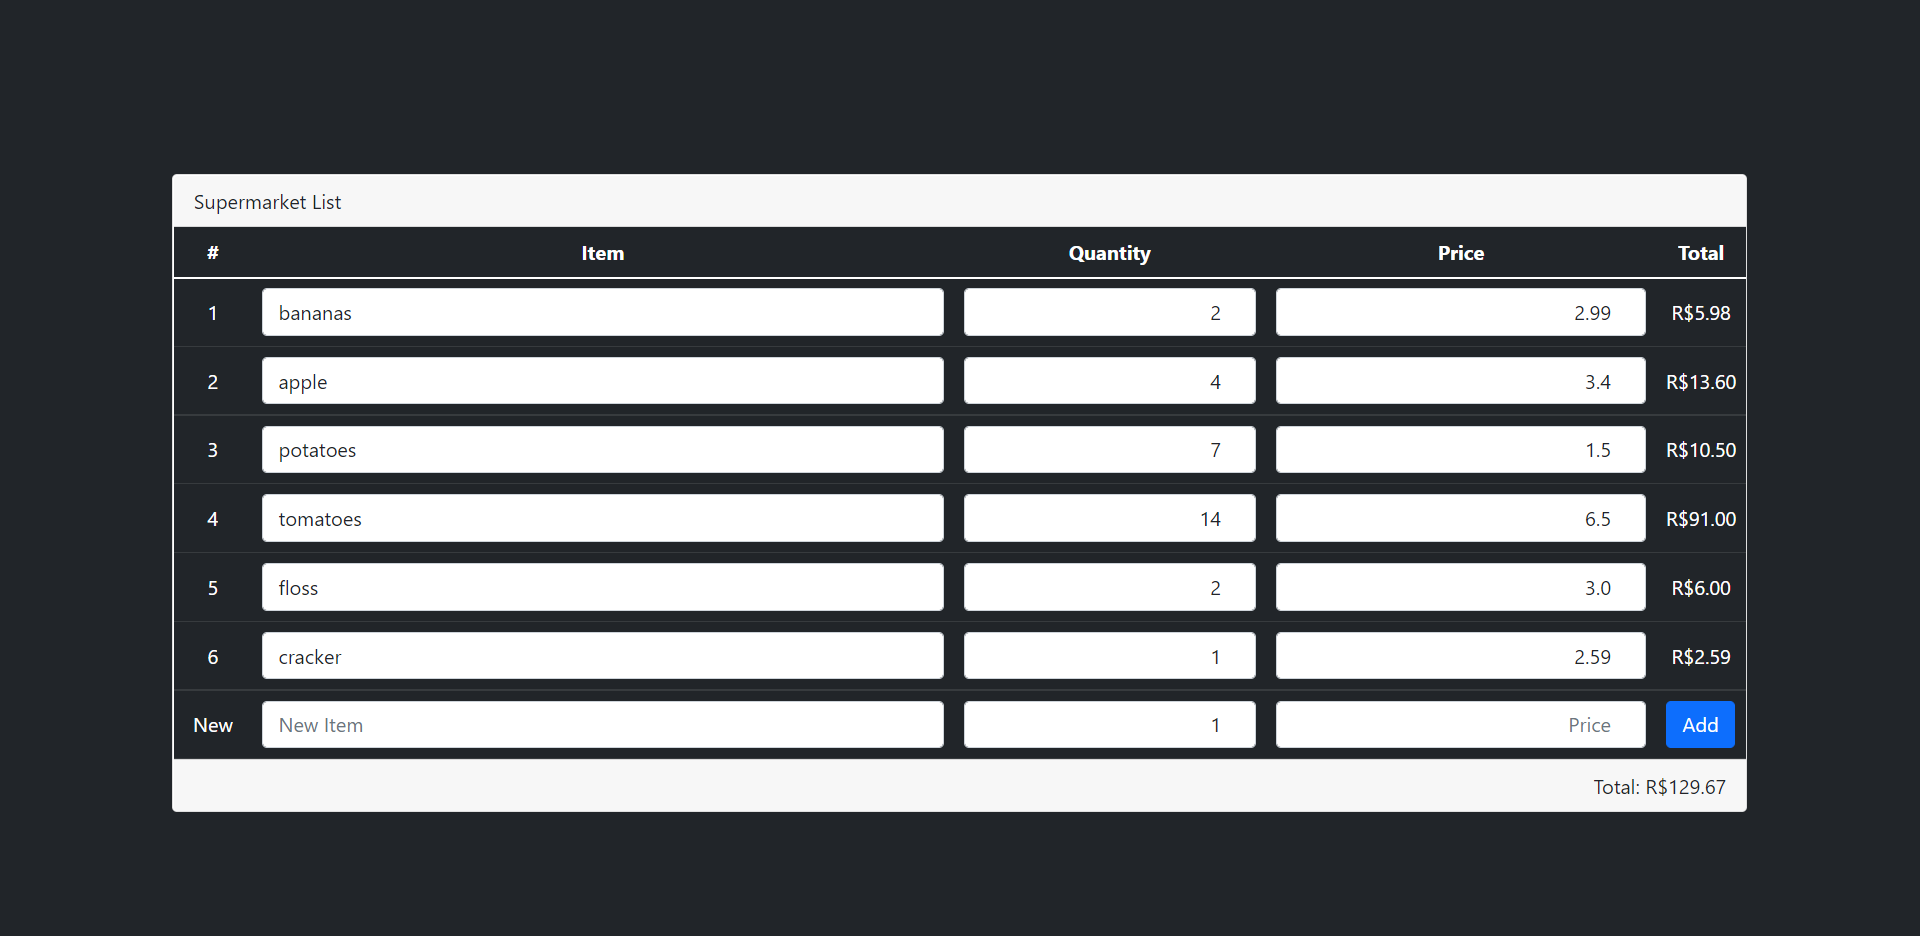 Supermarket List
# Item Quantity Price Total
1 bananas 2 2.99 R$5.98
2 apple 4 3.4 R$13.60
3 potatoes 7 1.5 R$10.50
4 tomatoes 14 6.5 R$91.00
5 floss 2 3.0 R$6.00
6 cracker 1 2.59 R$2.59
New New Item 1 Price Add
Total: R$129.67